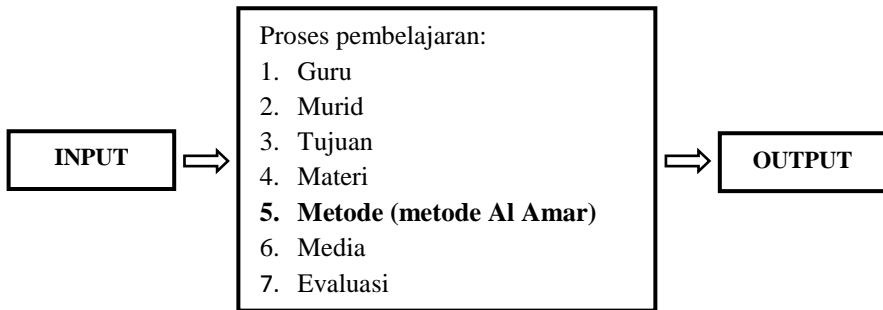 INPUT
Proses pembelajaran:
1. Guru
2. Murid
3. Tujuan
4. Materi
5. Metode (metode Al Amar)
6. Media
7. Evaluasi
OUTPUT